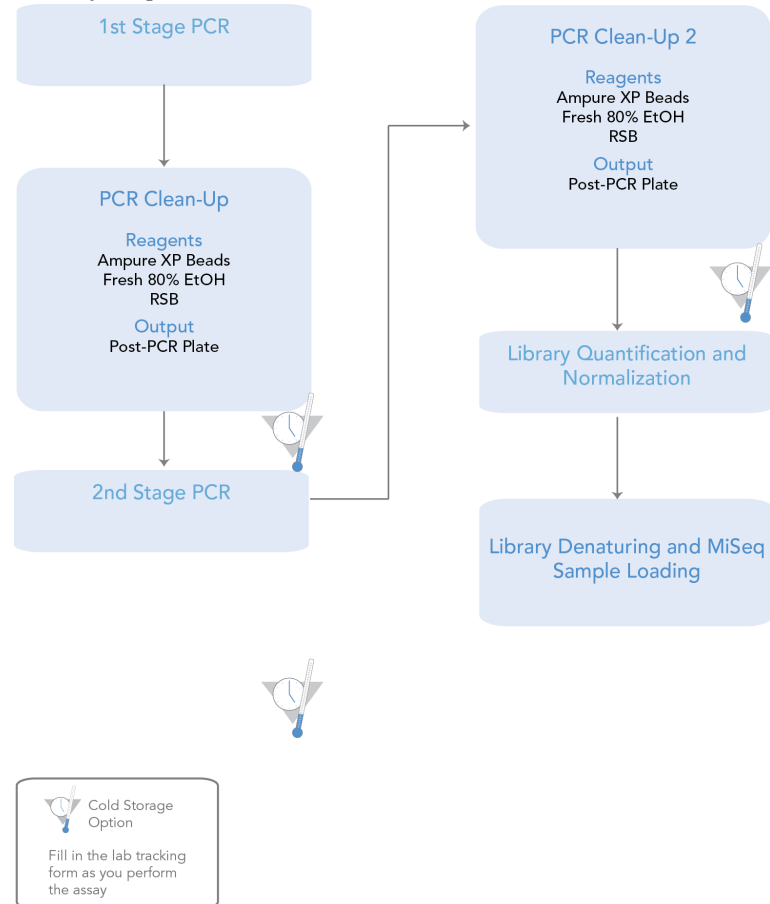 1st Stage PCR
PCR Clean-Up
Reagents
Ampure XP Beads
Fresh 80% EtOH
RSB
Output
Post-PCR Plate
2nd Stage PCR
PCR Clean-Up 2
Reagents
Ampure XP Beads
Fresh 80% EtOH
RSB
Output
Post-PCR Plate
Library Quantification and
Normalization
Library Denaturing and MiSeq
Sample Loading
Cold Storage
Option
Fill in the lab tracking
form as you perform
the assay